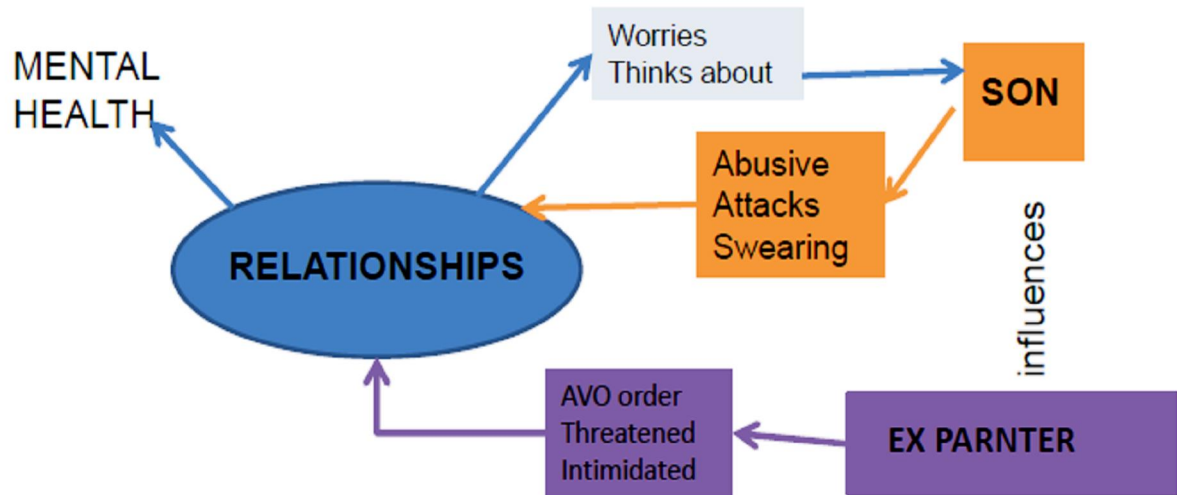 MENTAL
HEALTH
Worries
Thinks about
SON
Abusive
Attacks
Swearing
RELATIONSHIPS
influences
AVO order
Threatened
Intimidated
EX PARNTER